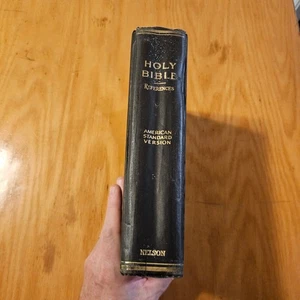 HOLY
BIBLE
REFERENCES
AMERICAN
STANDARD
VERSION
NELSON